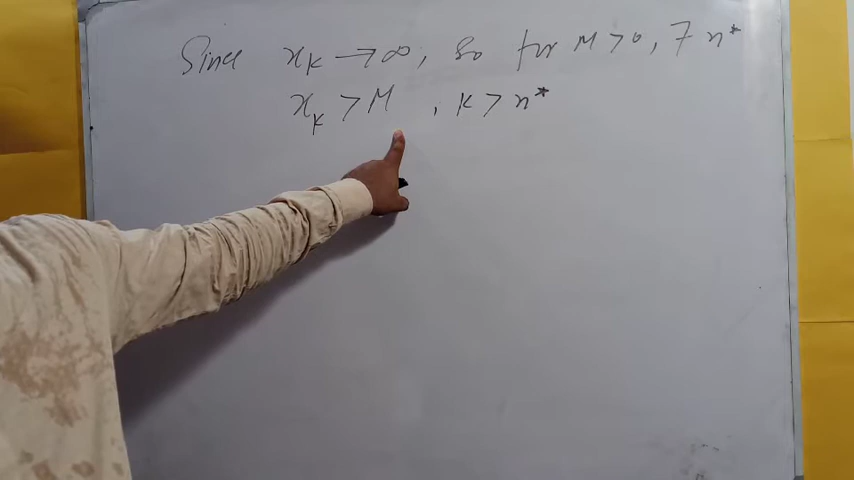 Since x_k → ∞, so for M > 0, ∃ n*
x_k > M , k > n*